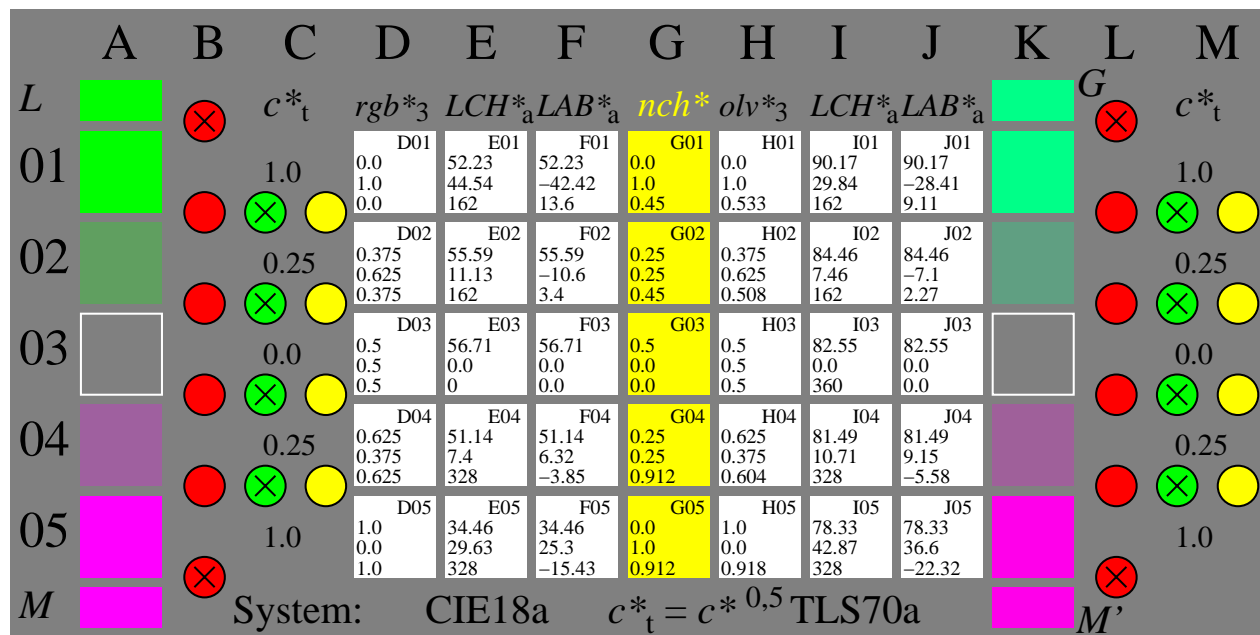 A B C D E F G H I J K L M
L c*t rgb*3 LCH*a LAB*a nch* olv*3 LCH*a LAB*a G c*t
01 1.0 D01 E01 F01 G01 H01 I01 J01 1.0
0.0 52.23 52.23 0.0 0.0 90.17 90.17
1.0 44.54 −42.42 1.0 1.0 29.84 −28.41
0.0 162 13.6 0.45 0.533 162 9.11
02 0.25 D02 E02 F02 G02 H02 I02 J02 0.25
0.375 55.59 55.59 0.25 0.375 84.46 84.46
0.625 11.13 −10.6 0.25 0.625 7.46 −7.1
0.375 162 3.4 0.45 0.508 162 2.27
03 0.0 D03 E03 F03 G03 H03 I03 J03 0.0
0.5 56.71 56.71 0.5 0.5 82.55 82.55
0.5 0.0 0.0 0.0 0.5 0.0 0.0
0.5 0 0.0 0.0 0.5 360 0.0
04 0.25 D04 E04 F04 G04 H04 I04 J04 0.25
0.625 51.14 51.14 0.25 0.625 81.49 81.49
0.375 7.4 6.32 0.25 0.375 10.71 9.15
0.625 328 −3.85 0.912 0.604 328 −5.58
05 1.0 D05 E05 F05 G05 H05 I05 J05 1.0
1.0 34.46 34.46 0.0 1.0 78.33 78.33
0.0 29.63 25.3 1.0 0.0 42.87 36.6
1.0 328 −15.43 0.912 0.918 328 −22.32
M System: CIE18a c*t = c* 0,5 TLS70a M’